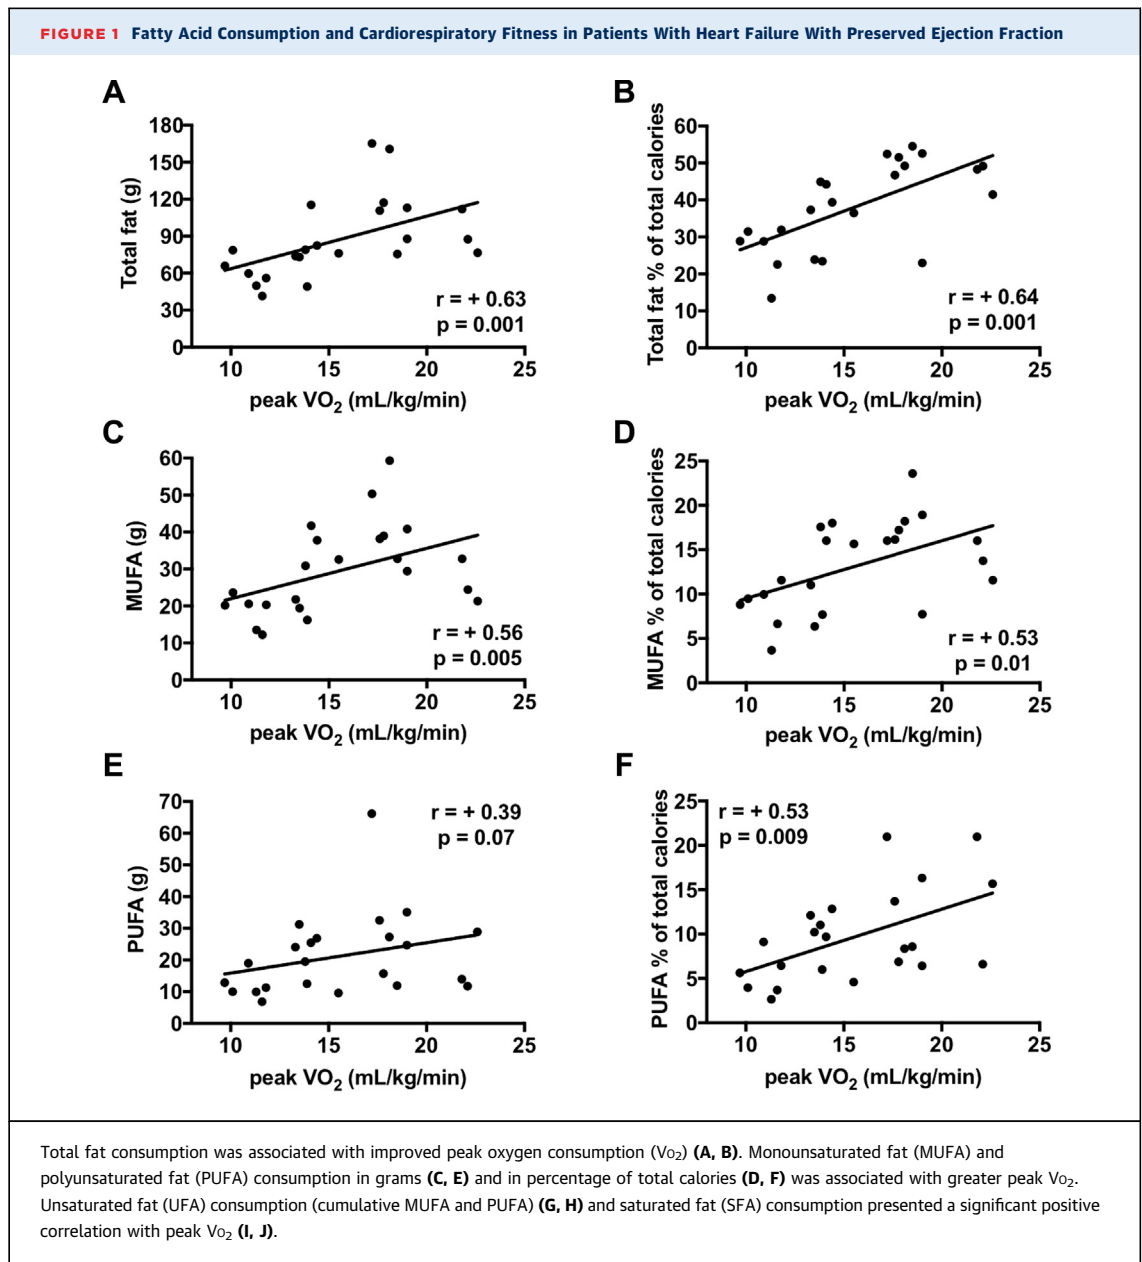 FIGURE 1 Fatty Acid Consumption and Cardiorespiratory Fitness in Patients With Heart Failure With Preserved Ejection Fraction
A
180
150
120
90
60
30
0
Total fat (g)
r = + 0.63
p = 0.001
10 15 20 25
peak VO2 (mL/kg/min)
B
60
50
40
30
20
10
0
Total fat % of total calories
r = + 0.64
p = 0.001
10 15 20 25
peak VO2 (mL/kg/min)
C
60
50
40
30
20
10
0
MUFA (g)
r = + 0.56
p = 0.005
10 15 20 25
peak VO2 (mL/kg/min)
D
25
20
15
10
5
0
MUFA % of total calories
r = + 0.53
p = 0.01
10 15 20 25
peak VO2 (mL/kg/min)
E
70
60
50
40
30
20
10
0
PUFA (g)
r = + 0.39
p = 0.07
10 15 20 25
peak VO2 (mL/kg/min)
F
25
20
15
10
5
0
PUFA % of total calories
r = + 0.53
p = 0.009
10 15 20 25
peak VO2 (mL/kg/min)
Total fat consumption was associated with improved peak oxygen consumption (VO2) (A, B). Monounsaturated fat (MUFA) and
polyunsaturated fat (PUFA) consumption in grams (C, E) and in percentage of total calories (D, F) was associated with greater peak VO2.
Unsaturated fat (UFA) consumption (cumulative MUFA and PUFA) (G, H) and saturated fat (SFA) consumption presented a significant positive
correlation with peak VO2 (I, J).